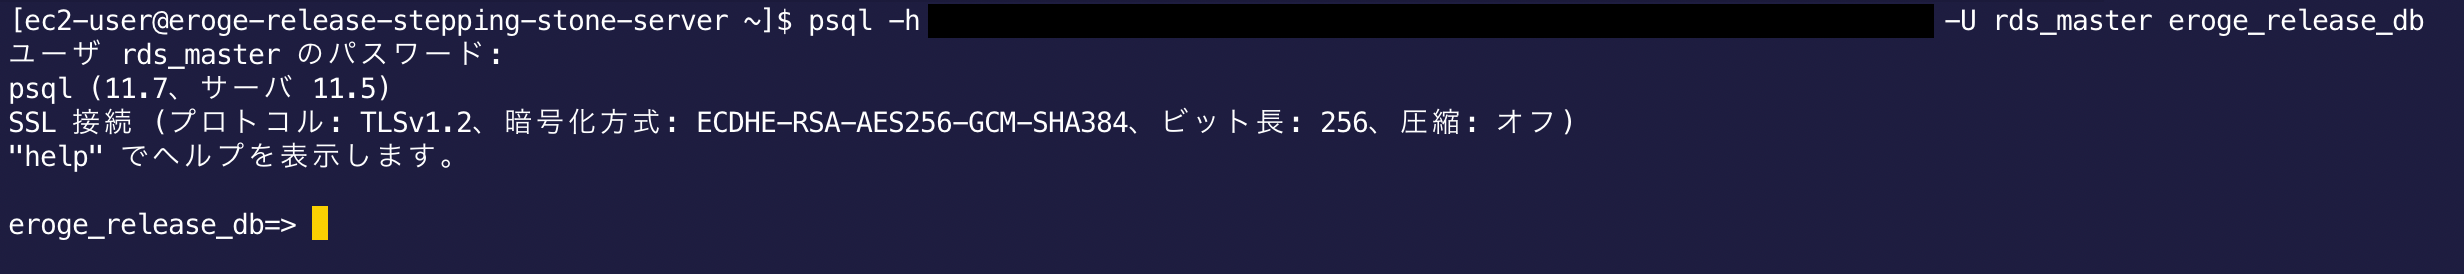 [ec2-user@eroge-release-stepping-stone-server ~]$ psql -h -U rds_master eroge_release_db
ユーザ rds_master のパスワード:
psql (11.7、サーバ 11.5)
SSL 接続 (プロトコル: TLSv1.2、暗号化方式: ECDHE-RSA-AES256-GCM-SHA384、ビット長: 256、圧縮: オフ)
"help" でヘルプを表示します。
eroge_release_db=>